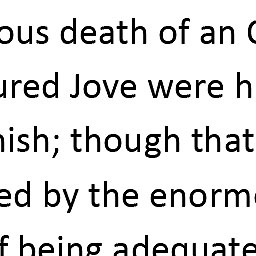 ous death of an
ured Jove were h
nish; though that
ed by the enorm
f being adequate